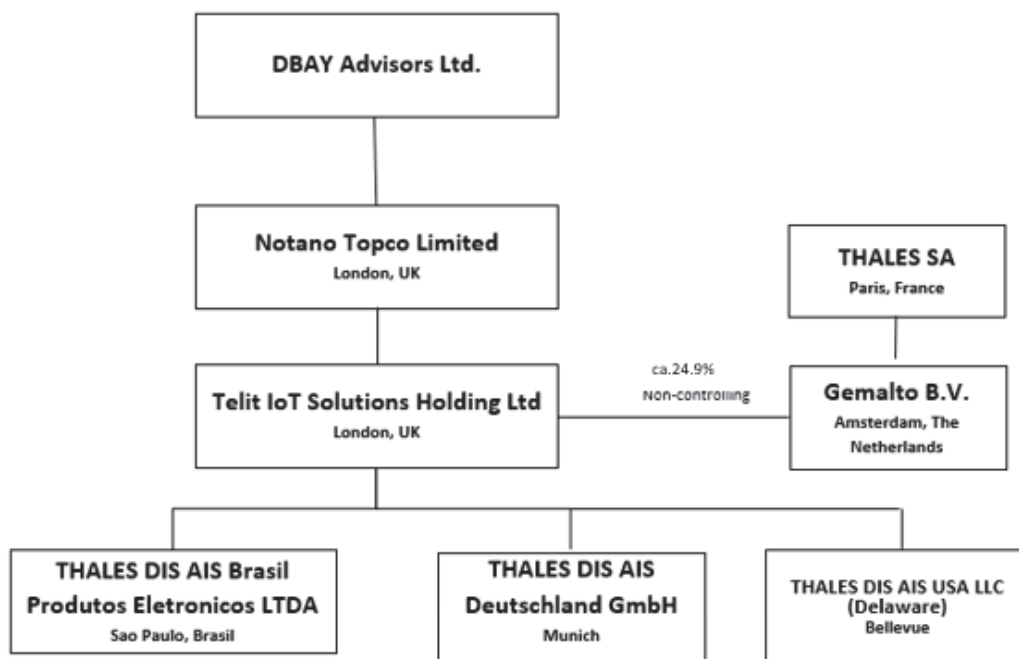 DBAY Advisors Ltd.
Notano Topco Limited
London, UK
THALES SA
Paris, France
ca.24.9%
Non-controlling
Telit IoT Solutions Holding Ltd
London, UK
Gemalto B.V.
Amsterdam, The
Netherlands
THALES DIS AIS Brasil
Produtos Eletronicos LTDA
Sao Paulo, Brasil
THALES DIS AIS
Deutschland GmbH
Munich
THALES DIS AIS USA LLC
(Delaware)
Bellevue